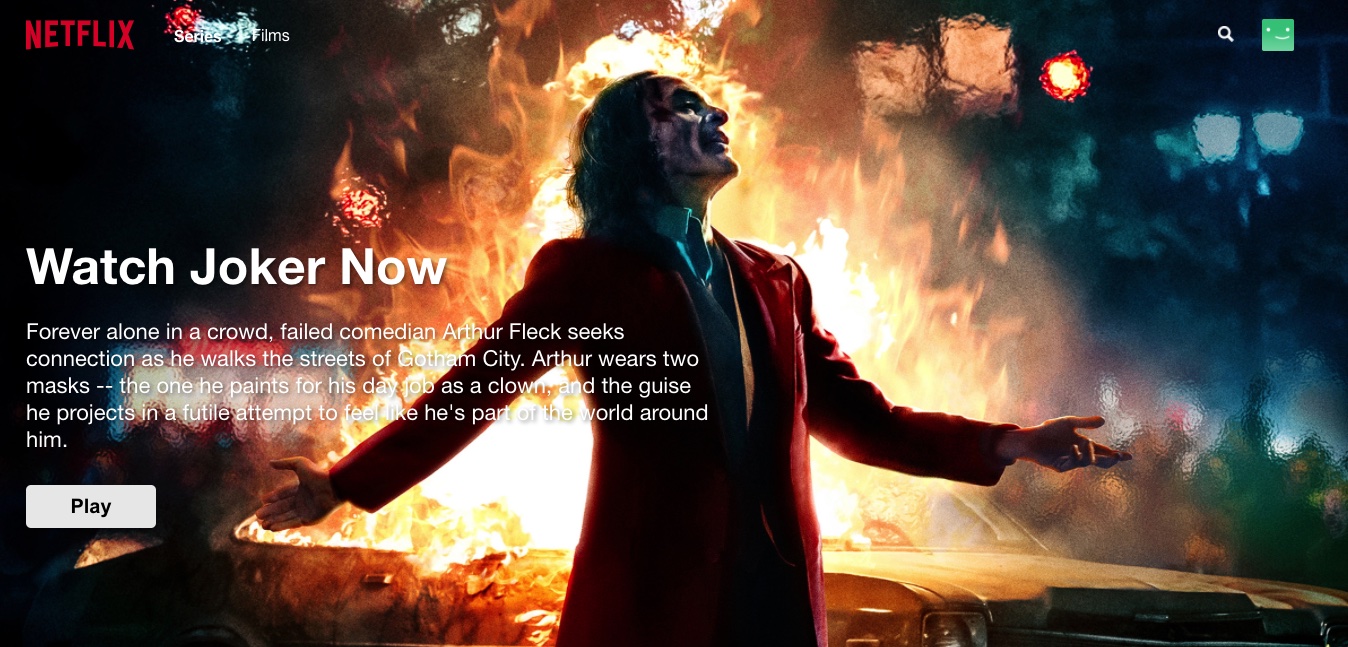 NETFLIX
Series Films
Watch Joker Now
Forever alone in a crowd, failed comedian Arthur Fleck seeks
connection as he walks the streets of Gotham City. Arthur wears two
masks -- the one he paints for his day job as a clown, and the guise
he projects in a futile attempt to feel like he's part of the world around
him.
Play